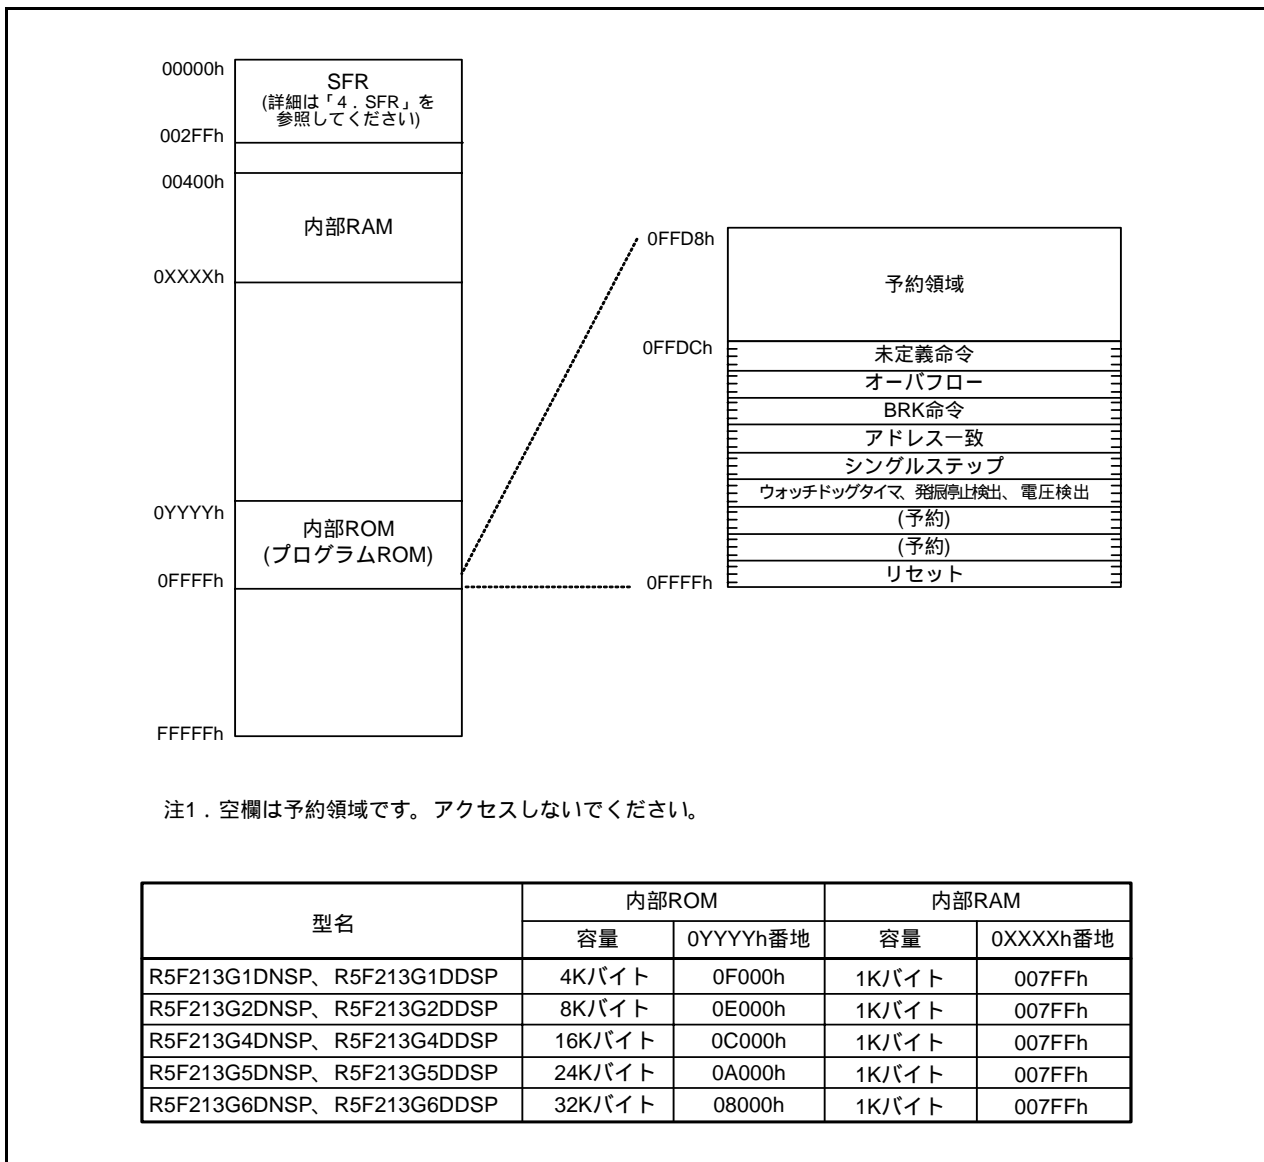 00000h
SFR
(詳細は「4．SFR」を
参照してください)
002FFh
00400h
内部RAM
0XXXXh
0YYYYh
内部ROM
(プログラムROM)
0FFFFh
FFFFFh
0FFD8h
予約領域
0FFDCh
未定義命令
オーバフロー
BRK命令
アドレス一致
シングルステップ
ウォッチドッグタイマ、発振停止検出、電圧検出
(予約)
(予約)
リセット
0FFFFh
注1．空欄は予約領域です。アクセスしないでください。
型名 内部ROM 内部RAM
容量 0YYYYh番地 容量 0XXXXh番地
R5F213G1DNSP、R5F213G1DDSP 4Kバイト 0F000h 1Kバイト 007FFh
R5F213G2DNSP、R5F213G2DDSP 8Kバイト 0E000h 1Kバイト 007FFh
R5F213G4DNSP、R5F213G4DDSP 16Kバイト 0C000h 1Kバイト 007FFh
R5F213G5DNSP、R5F213G5DDSP 24Kバイト 0A000h 1Kバイト 007FFh
R5F213G6DNSP、R5F213G6DDSP 32Kバイト 08000h 1Kバイト 007FFh